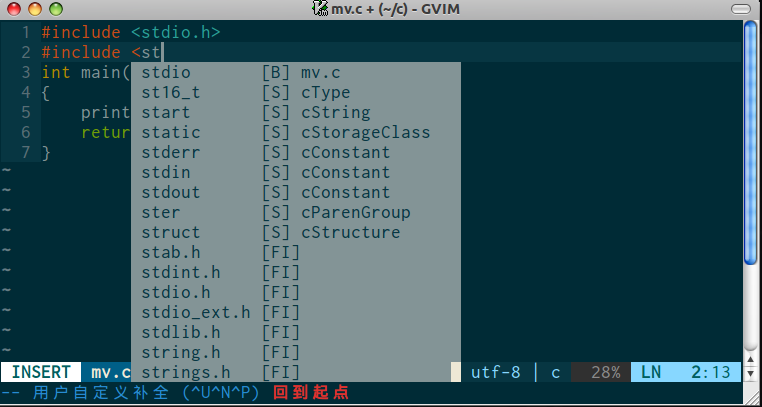 mv.c + (~/c) - GVIM
1 #include <stdio.h>
2 #include <st
3 int main(
4 {
5 print
6 retur
7 }
stdio [B] mv.c
st16_t [S] cType
start [S] cString
static [S] cStorageClass
stderr [S] cConstant
stdin [S] cConstant
stdout [S] cConstant
ster [S] cParenGroup
struct [S] cStructure
stab.h [FI]
stdint.h [FI]
stdio.h [FI]
stdio_ext.h [FI]
stdlib.h [FI]
string.h [FI]
strings.h [FI]
~
~
~
~
~
~
~
~
~
~
INSERT mv.c utf-8 | c 28% LN 2:13
-- 用户自定义补全 (^U^N^P) 回到起点